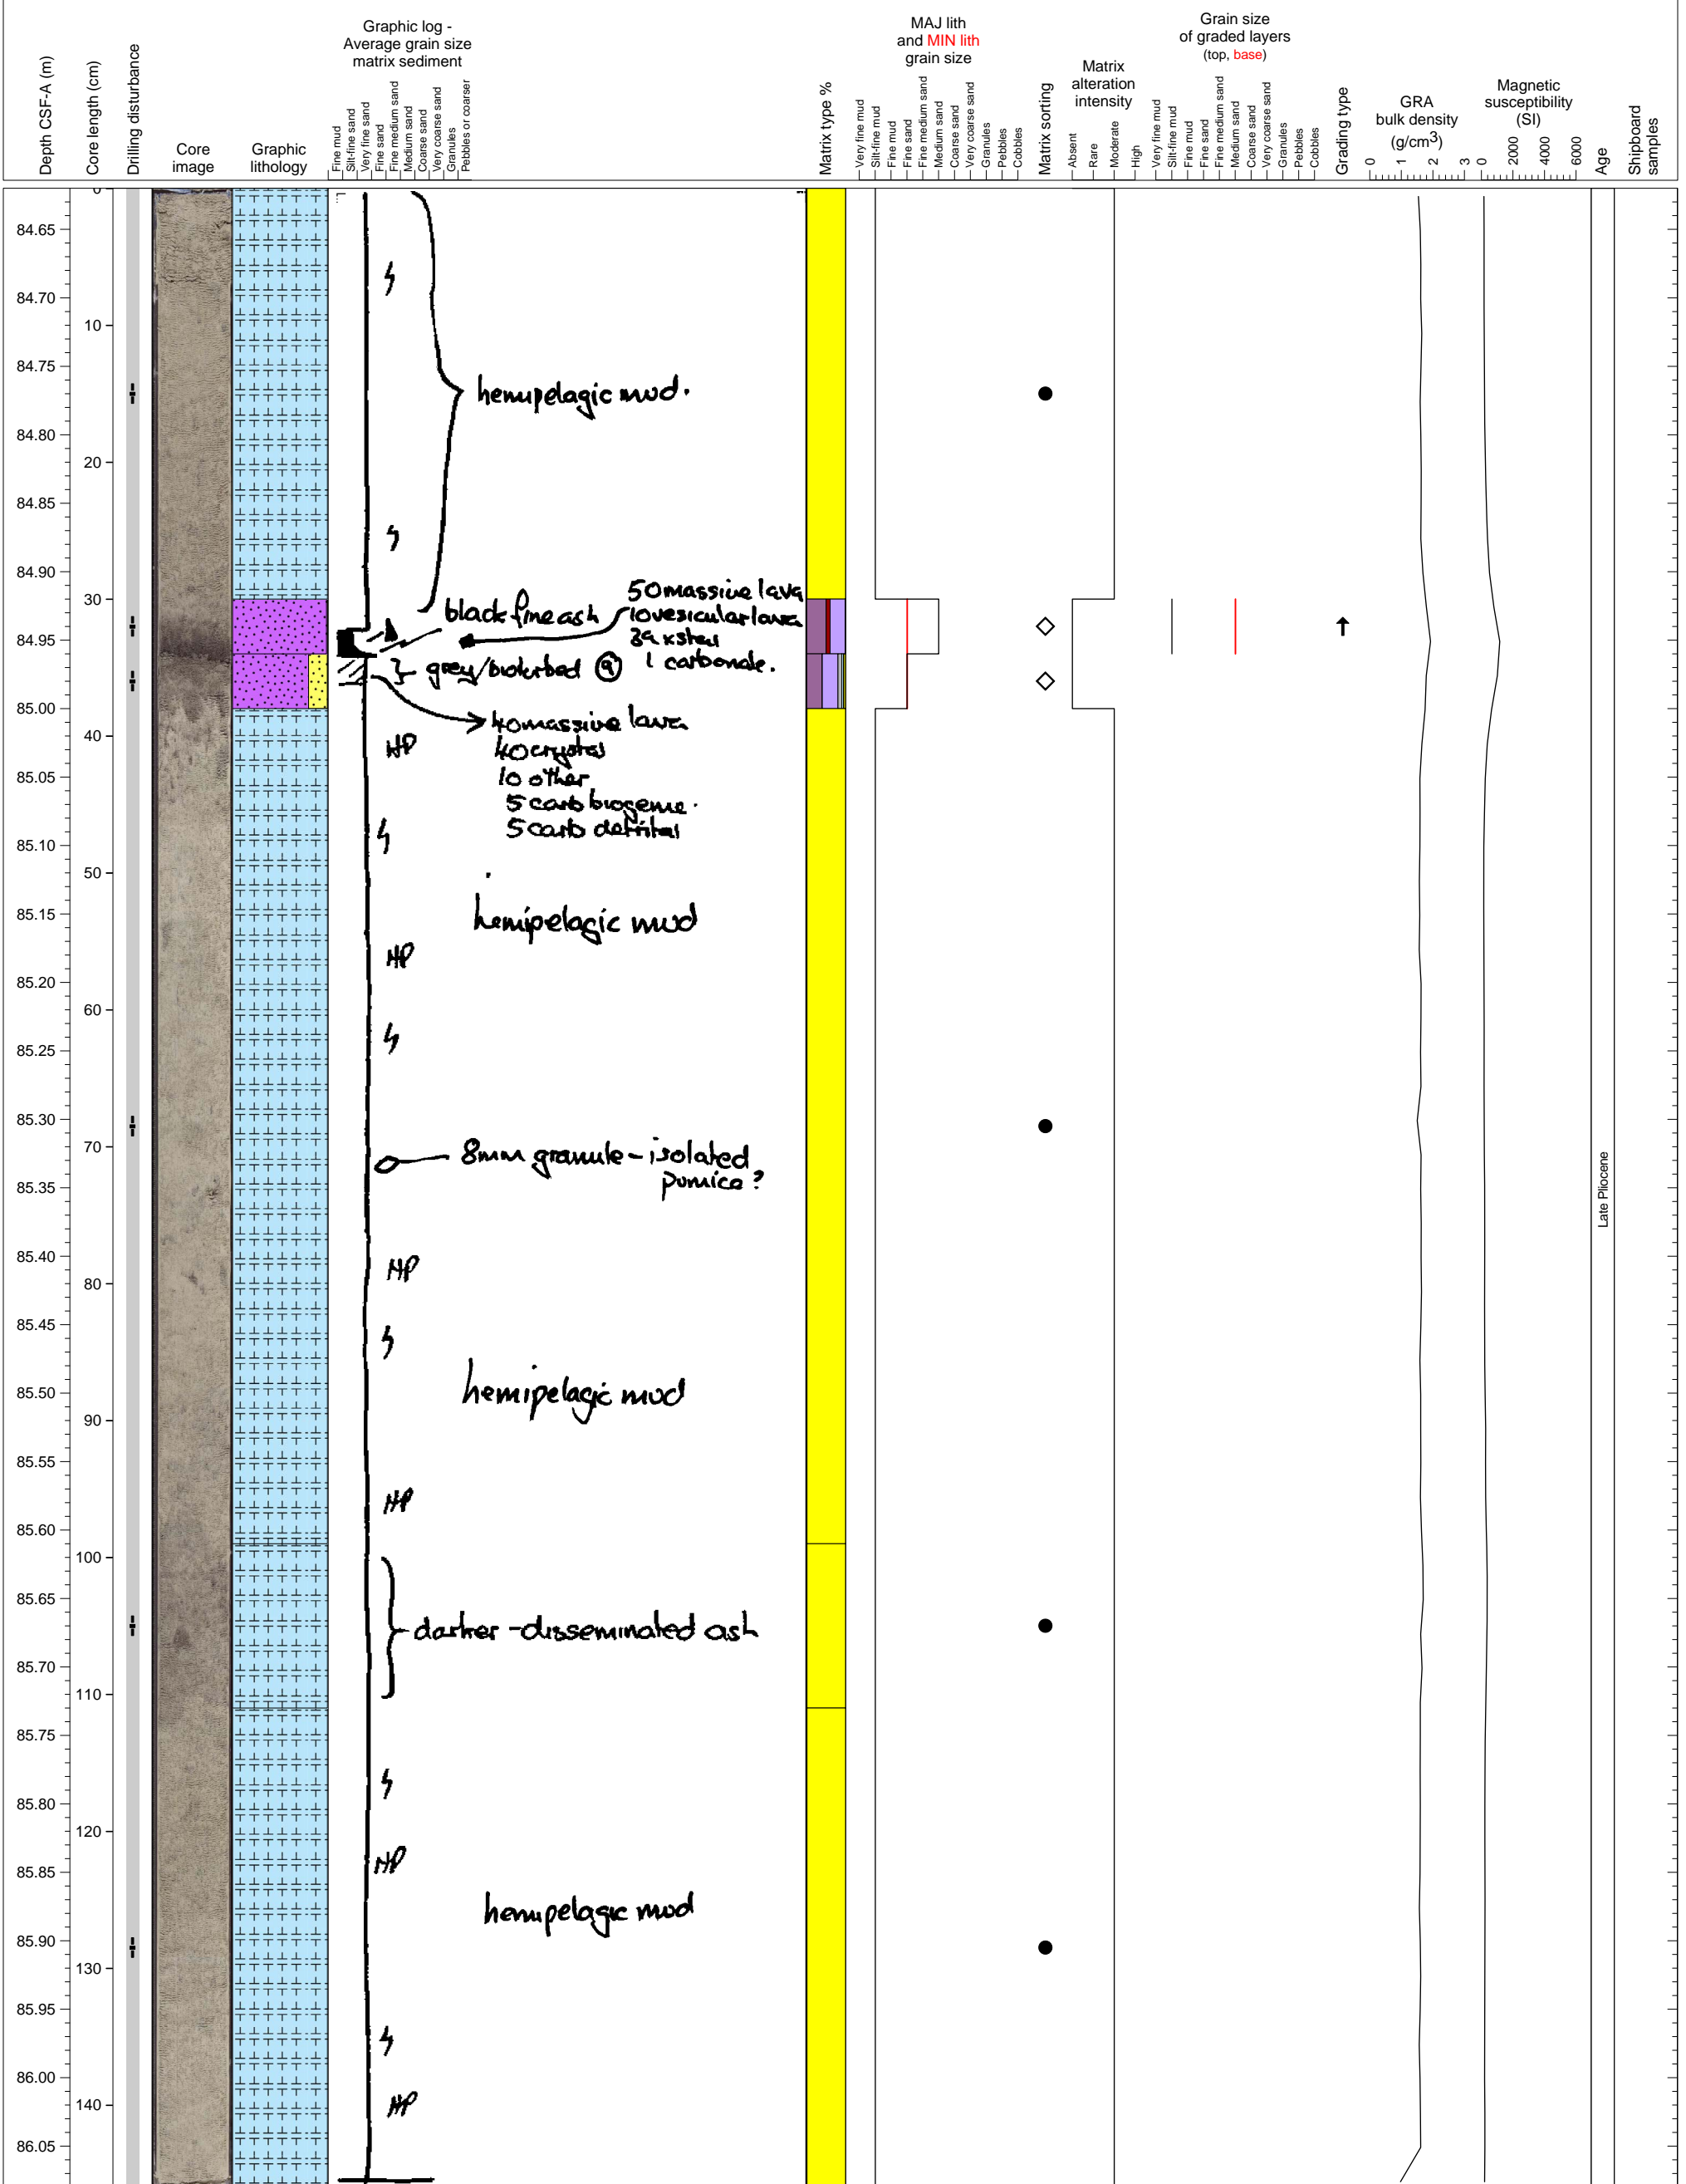 Depth CSF-A (m)
Core length (cm)
Drilling disturbance
Core
image
Graphic
lithology
Graphic log -
Average grain size
matrix sediment
Fine mud
Silt-fine sand
Very fine sand
Fine sand
Fine medium sand
Medium sand
Coarse sand
Very coarse sand
Granules
Pebbles or coarser
Matrix type %
MAJ lith
and MIN lith
grain size
Very fine mud
Silt-fine mud
Fine mud
Fine sand
Fine medium sand
Medium sand
Coarse sand
Very coarse sand
Granules
Pebbles
Cobbles
Matrix sorting
Matrix
alteration
intensity
Absent
Rare
Moderate
High
Grain size
of graded layers
(top, base)
Very fine mud
Silt-fine mud
Fine mud
Fine sand
Fine medium sand
Medium sand
Coarse sand
Very coarse sand
Granules
Pebbles
Cobbles
Grading type
GRA
bulk density
(g/cm3)
0 1 2 3
Magnetic
susceptibility
(SI)
0 2000 4000 6000
Age
Shipboard
samples
0
84.65
84.70
10
84.75
hemipelagic mud.
84.80
20
84.85
84.90
30
50 massive lava
black fine ash
10 vesicular lava
84.95
1 carbonate.
85.00
40 massive lava
40
HP
40 crystal
85.05
10 other
5 carb biogenic.
5 carb detrital
85.10
50
85.15
hemipelagic mud
HP
85.20
60
85.25
85.30
70
8mm granule - isolated
pumice?
85.35
Late Pliocene
HP
85.40
80
85.45
85.50
hemipelagic mud
90
85.55
HP
85.60
100
85.65
darker - disseminated ash
85.70
110
85.75
85.80
120
HP
85.85
hemipelagic mud
85.90
130
85.95
86.00
140
HP
86.05